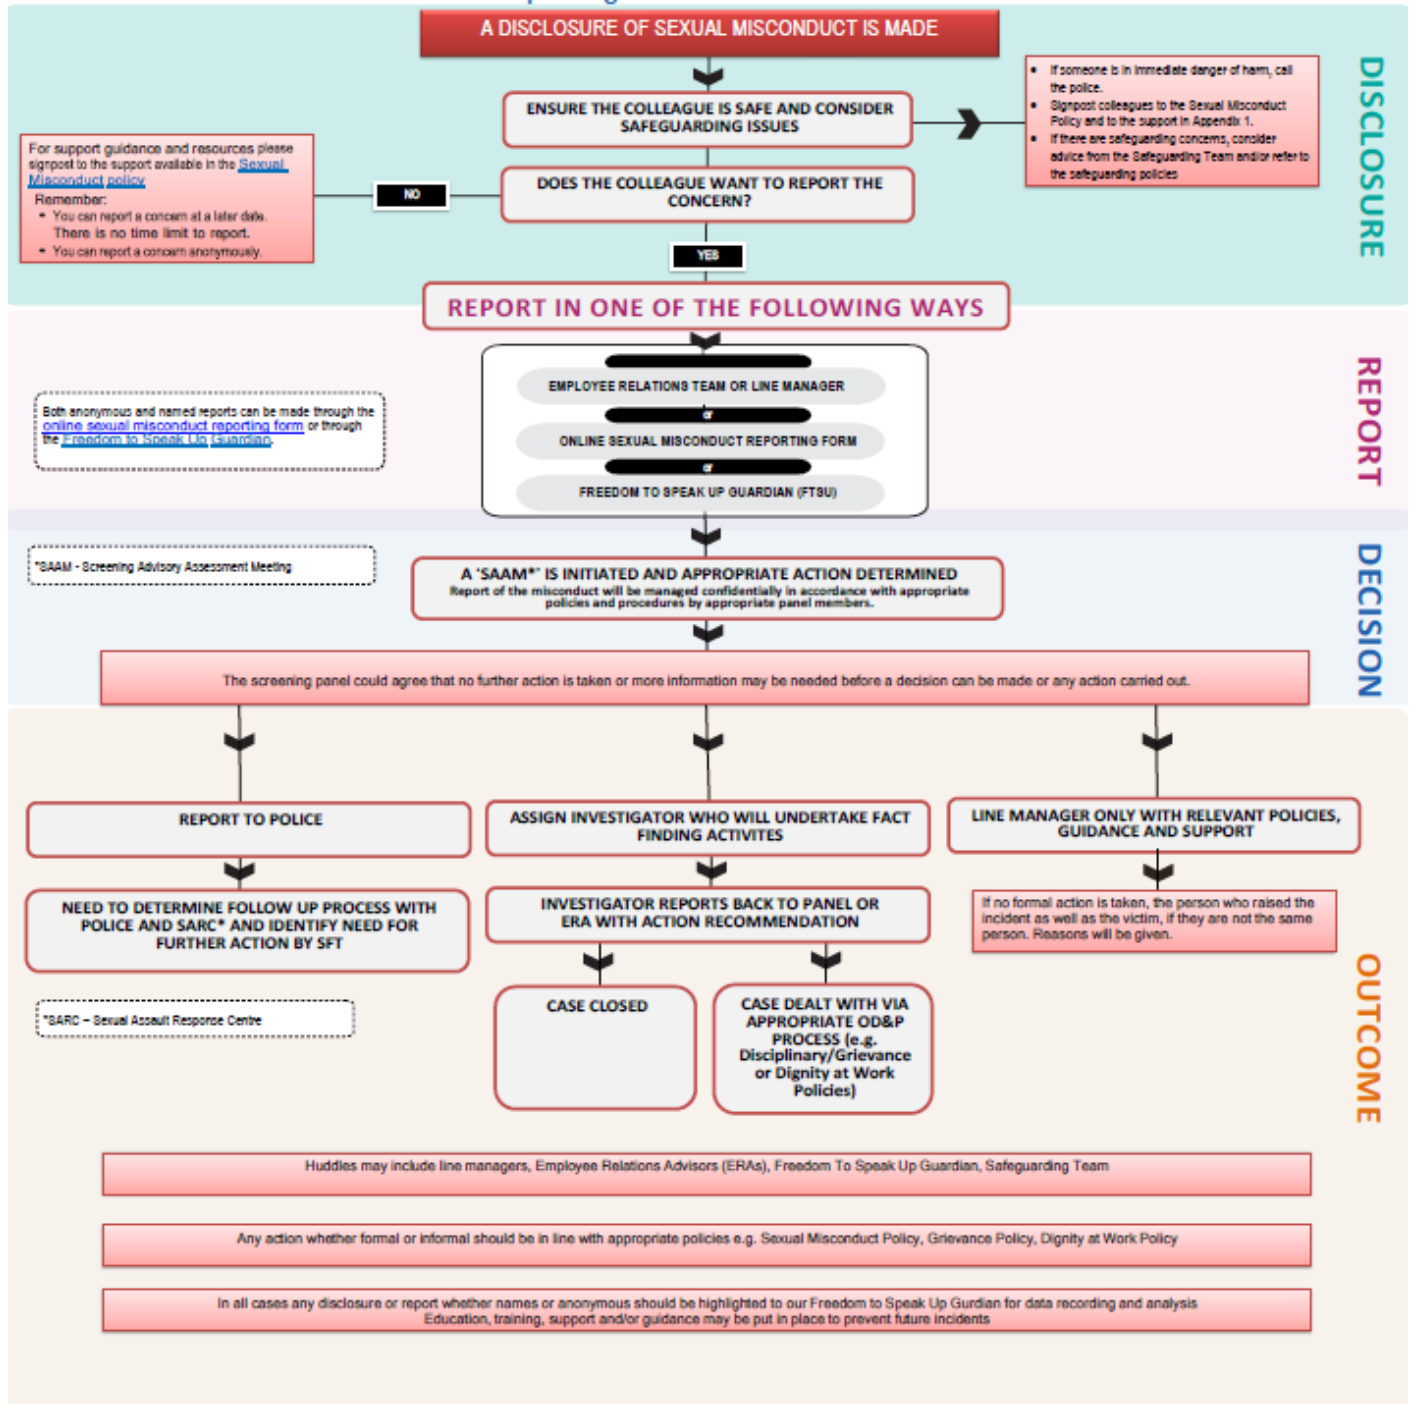 A DISCLOSURE OF SEXUAL MISCONDUCT IS MADE
DISCLOSURE
ENSURE THE COLLEAGUE IS SAFE AND CONSIDER
SAFEGUARDING ISSUES
• If someone is in immediate danger of harm, call
the police.
• Signpost colleagues to the Sexual Misconduct
Policy and to the support in Appendix 1.
• If there are safeguarding concerns, consider
advice from the Safeguarding Team and/or refer to
the safeguarding policies
For support guidance and resources please
signpost to the support available in the Sexual
Misconduct policy
Remember:
• You can report a concern at a later date.
There is no time limit to report.
• You can report a concern anonymously.
NO
DOES THE COLLEAGUE WANT TO REPORT THE
CONCERN?
YES
REPORT IN ONE OF THE FOLLOWING WAYS
REPORT
EMPLOYEE RELATIONS TEAM OR LINE MANAGER
or
ONLINE SEXUAL MISCONDUCT REPORTING FORM
or
FREEDOM TO SPEAK UP GUARDIAN (FTSU)
Both anonymous and named reports can be made through the
online sexual misconduct reporting form or through
the Freedom to Speak Up Guardian.
DECISION
*SAAM - Screening Advisory Assessment Meeting
A 'SAAM*' IS INITIATED AND APPROPRIATE ACTION DETERMINED
Report of the misconduct will be managed confidentially in accordance with appropriate
policies and procedures by appropriate panel members.
The screening panel could agree that no further action is taken or more information may be needed before a decision can be made or any action carried out.
OUTCOME
REPORT TO POLICE
NEED TO DETERMINE FOLLOW UP PROCESS WITH
POLICE AND SARC* AND IDENTIFY NEED FOR
FURTHER ACTION BY SFT
*SARC – Sexual Assault Response Centre
ASSIGN INVESTIGATOR WHO WILL UNDERTAKE FACT
FINDING ACTIVITES
INVESTIGATOR REPORTS BACK TO PANEL OR
ERA WITH ACTION RECOMMENDATION
CASE CLOSED
CASE DEALT WITH VIA
APPROPRIATE OD&P
PROCESS (e.g.
Disciplinary/Grievance
or Dignity at Work
Policies)
LINE MANAGER ONLY WITH RELEVANT POLICIES,
GUIDANCE AND SUPPORT
If no formal action is taken, the person who raised the
incident as well as the victim, if they are not the same
person. Reasons will be given.
Huddles may include line managers, Employee Relations Advisors (ERAs), Freedom To Speak Up Guardian, Safeguarding Team
Any action whether formal or informal should be in line with appropriate policies e.g. Sexual Misconduct Policy, Grievance Policy, Dignity at Work Policy
In all cases any disclosure or report whether names or anonymous should be highlighted to our Freedom to Speak Up Gurdian for data recording and analysis
Education, training, support and/or guidance may be put in place to prevent future incidents